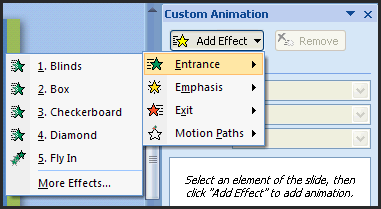 Custom Animation
Add Effect
Remove
1. Blinds
2. Box
3. Checkerboard
4. Diamond
5. Fly In
More Effects...
Entrance
Emphasis
Exit
Motion Paths
Select an element of the slide, then
click "Add Effect" to add animation.